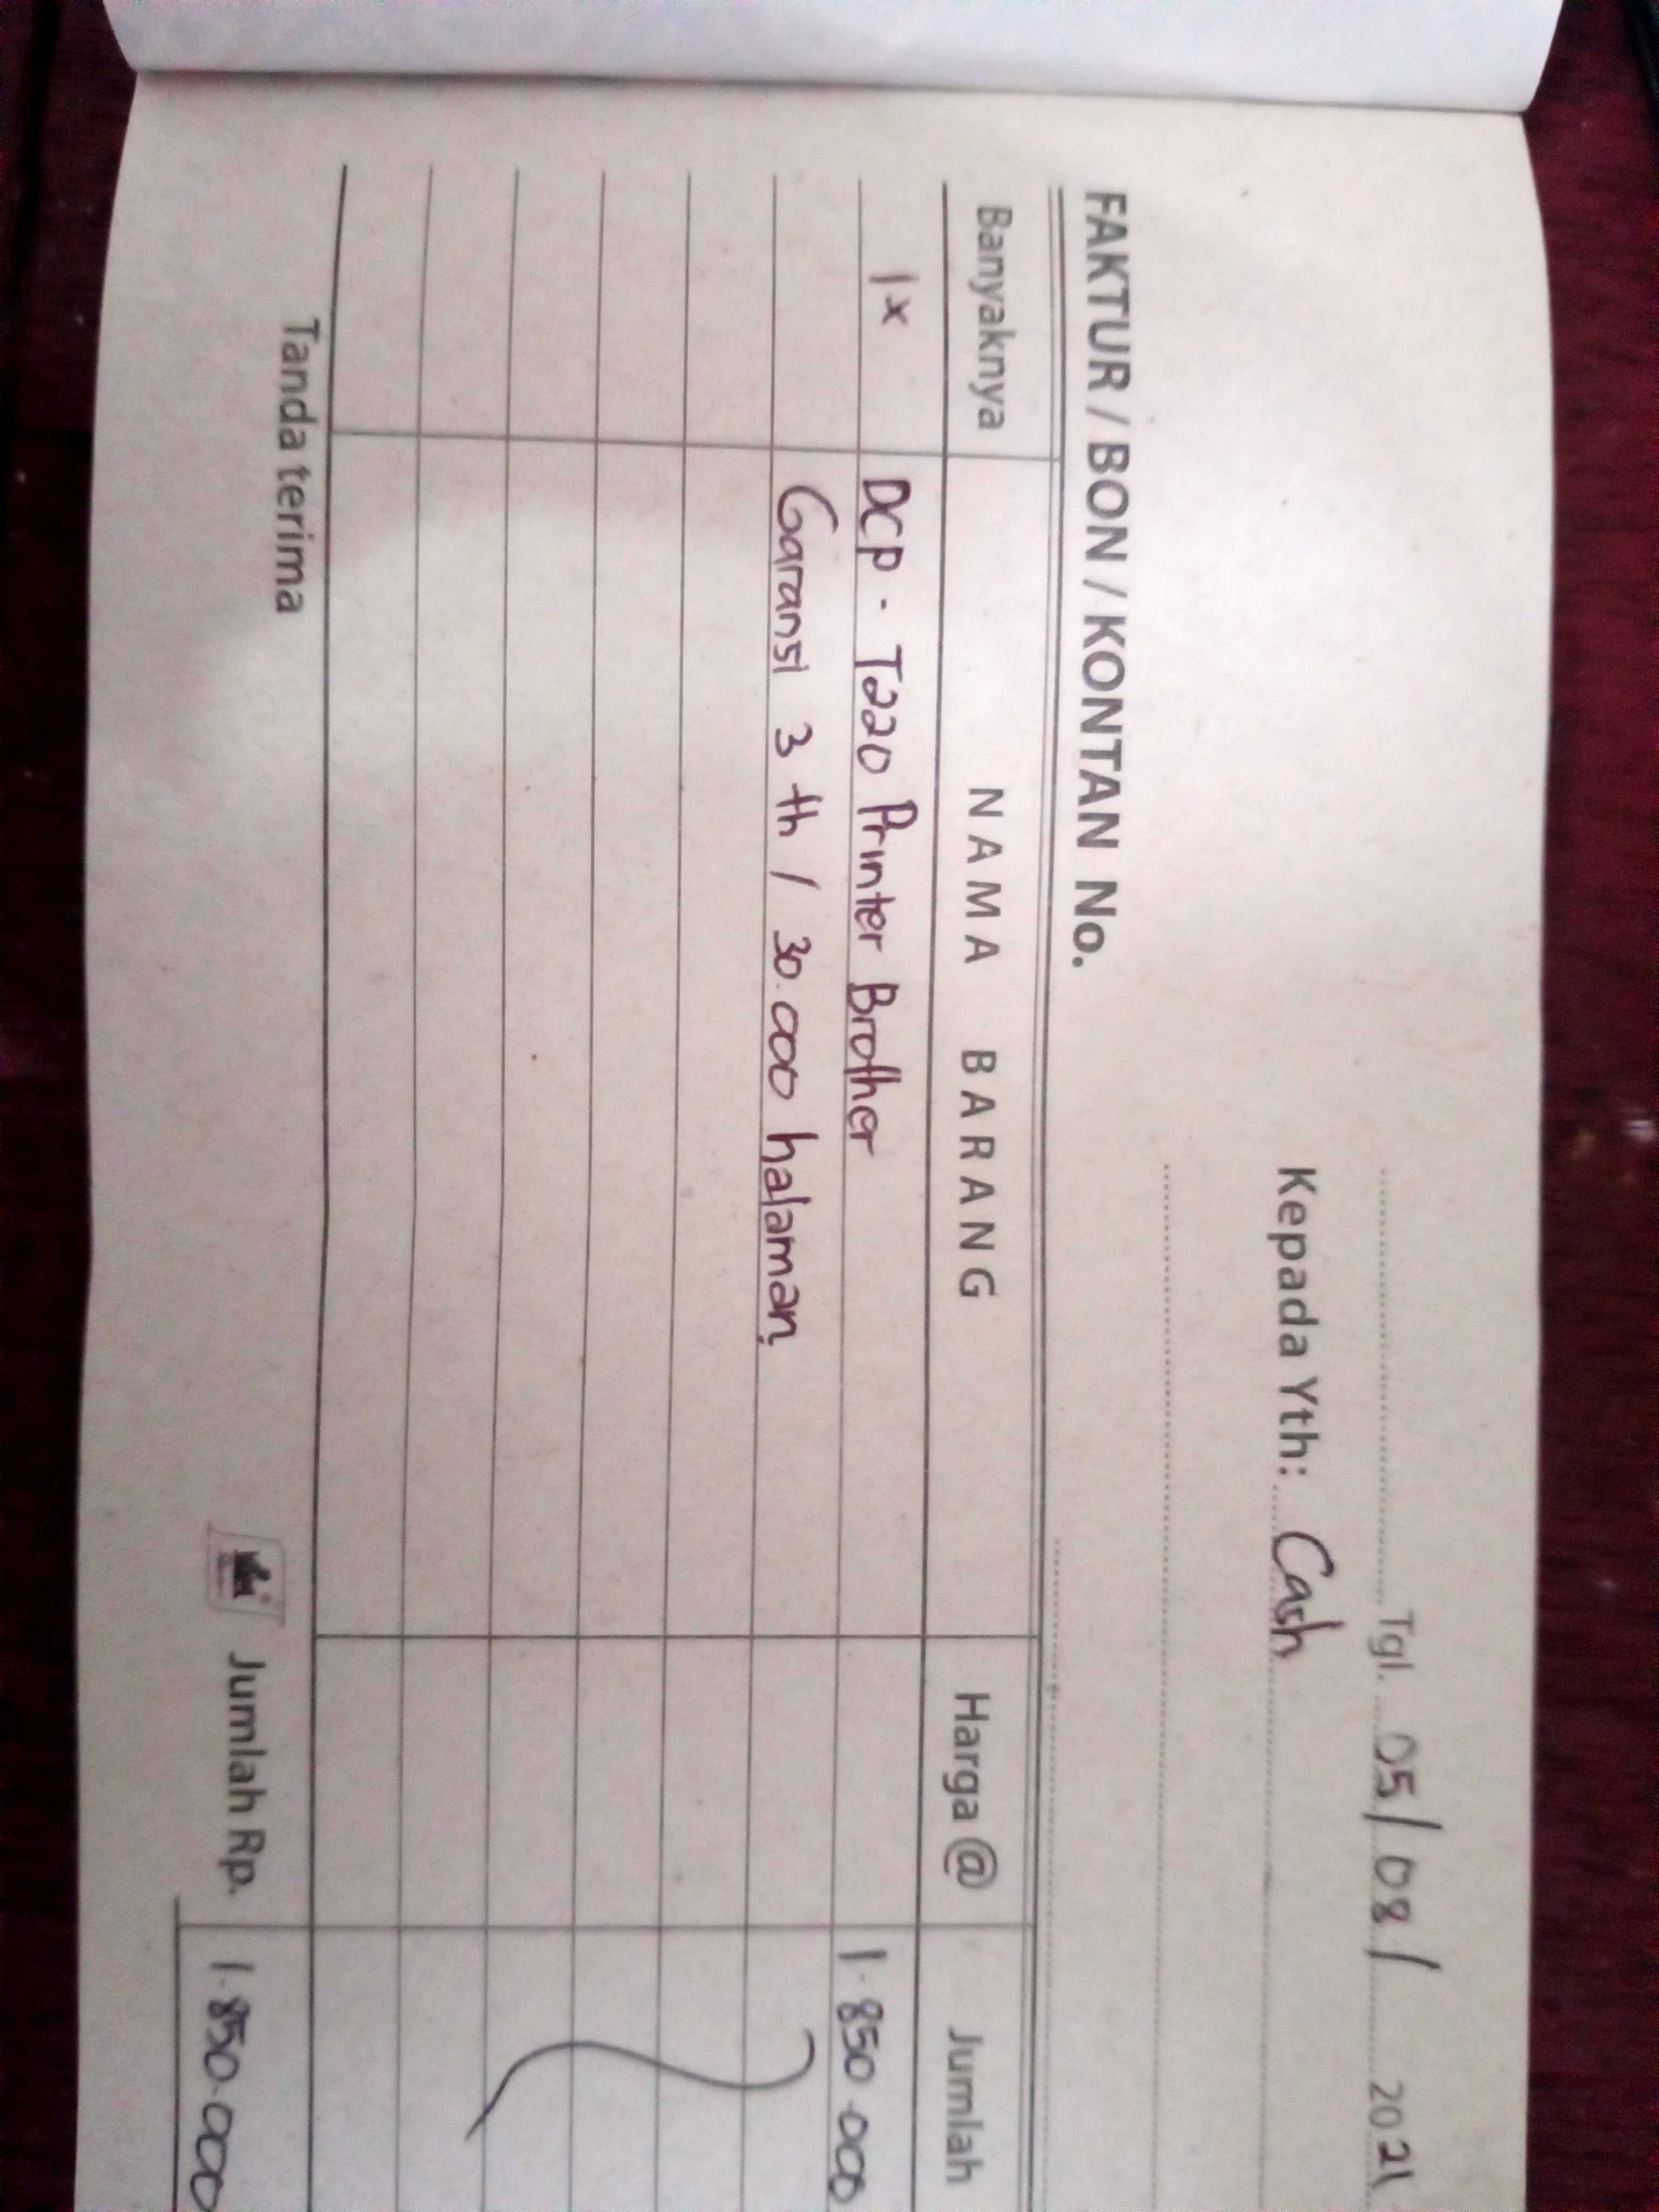 Tgl. 05/08/2021
Kepada Yth: Cash
FAKTUR / BON / KONTAN No.
Banyaknya NAMA BARANG Harga @ Jumlah
1x DCP - T220 Printer Brother 1.850.000
Garansi 3 th / 30.000 halaman.
Tanda terima Jumlah Rp. 1.850.000